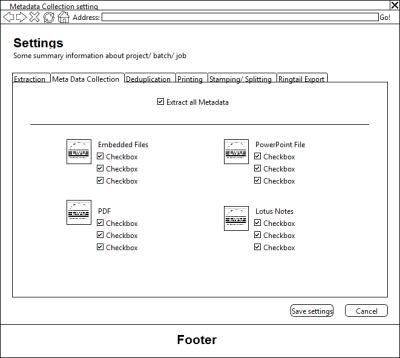 Metadata Collection setting
Address:
Go!
Settings
Some summary information about project/ batch/ job
Extraction Meta Data Collection Deduplication Printing Stamping/ Splitting Ringtail Export
Extract all Metadata
Embedded Files PowerPoint File
Checkbox Checkbox
Checkbox Checkbox
Checkbox Checkbox
PDF Lotus Notes
Checkbox Checkbox
Checkbox Checkbox
Checkbox Checkbox
Save settings Cancel
Footer